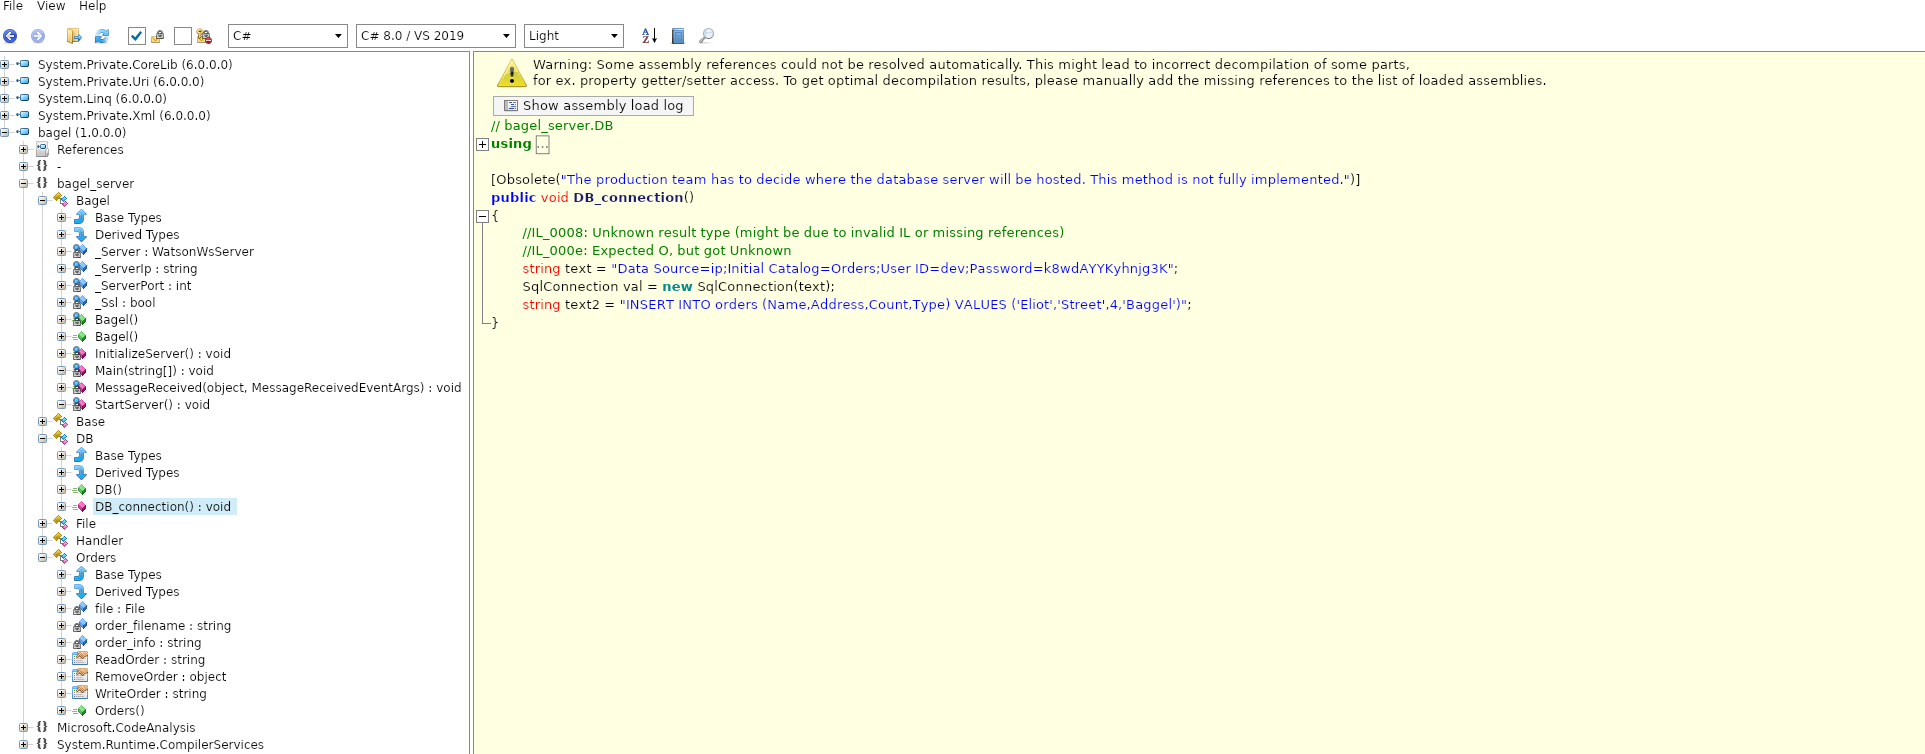 File View Help
C# C# 8.0 / VS 2019 Light
System.Private.CoreLib (6.0.0.0)
System.Private.Uri (6.0.0.0)
System.Linq (6.0.0.0)
System.Private.Xml (6.0.0.0)
bagel (1.0.0.0)
References
{} -
{} bagel_server
Bagel
Base Types
Derived Types
_Server : WatsonWsServer
_ServerIp : string
_ServerPort : int
_Ssl : bool
Bagel()
Bagel()
InitializeServer() : void
Main(string[]) : void
MessageReceived(object, MessageReceivedEventArgs) : void
StartServer() : void
Base
DB
Base Types
Derived Types
DB()
DB_connection() : void
File
Handler
Orders
Base Types
Derived Types
file : File
order_filename : string
order_info : string
ReadOrder : string
RemoveOrder : object
WriteOrder : string
Orders()
{} Microsoft.CodeAnalysis
{} System.Runtime.CompilerServices
Warning: Some assembly references could not be resolved automatically. This might lead to incorrect decompilation of some parts,
for ex. property getter/setter access. To get optimal decompilation results, please manually add the missing references to the list of loaded assemblies.
Show assembly load log
// bagel_server.DB
using ...
[Obsolete("The production team has to decide where the database server will be hosted. This method is not fully implemented.")]
public void DB_connection()
{
//IL_0008: Unknown result type (might be due to invalid IL or missing references)
//IL_000e: Expected O, but got Unknown
string text = "Data Source=ip;Initial Catalog=Orders;User ID=dev;Password=k8wdAYYKyhnjg3K";
SqlConnection val = new SqlConnection(text);
string text2 = "INSERT INTO orders (Name,Address,Count,Type) VALUES ('Eliot','Street',4,'Baggel')";
}